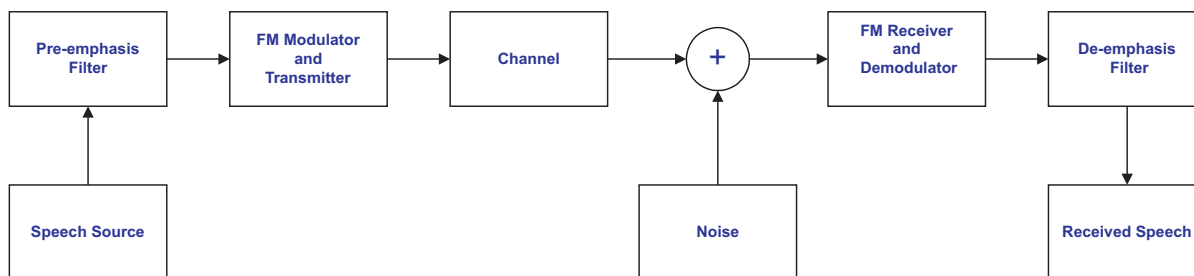 Pre-emphasis
Filter
FM Modulator
and
Transmitter
Channel
+
FM Receiver
and
Demodulator
De-emphasis
Filter
Speech Source
Noise
Received Speech